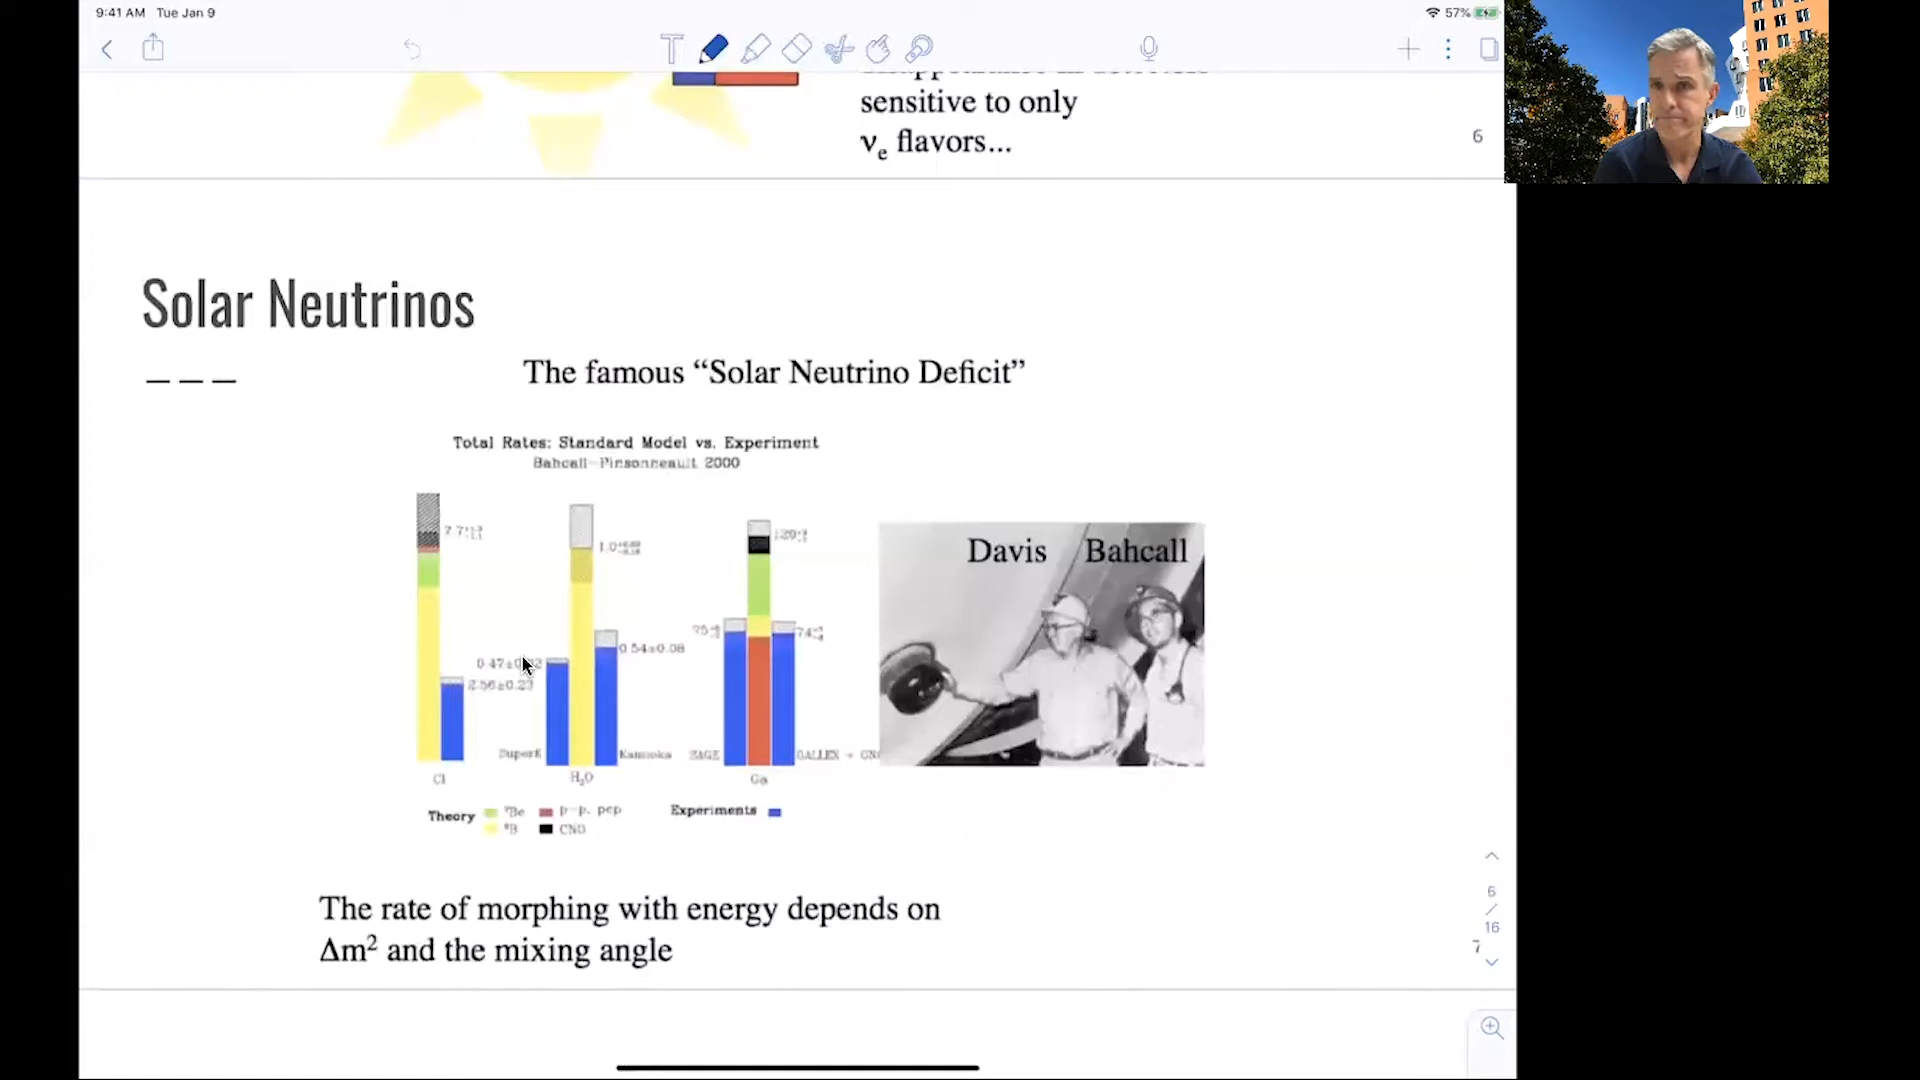 9:41 AM Tue Jan 9
57%
sensitive to only
νe flavors...
6
Solar Neutrinos
The famous “Solar Neutrino Deficit”
Total Rates: Standard Model vs. Experiment
Bahcall–Pinsonneault 2000
Davis Bahcall
1.0
0.54±0.08
2.56±0.23
SuperK
Kamioka
SAGE
GALLEX + GN
Cl
H₂O
Ga
Theory
⁷Be
p–p, pep
⁸B
CNO
Experiments
The rate of morphing with energy depends on
Δm² and the mixing angle
6
/
16
7